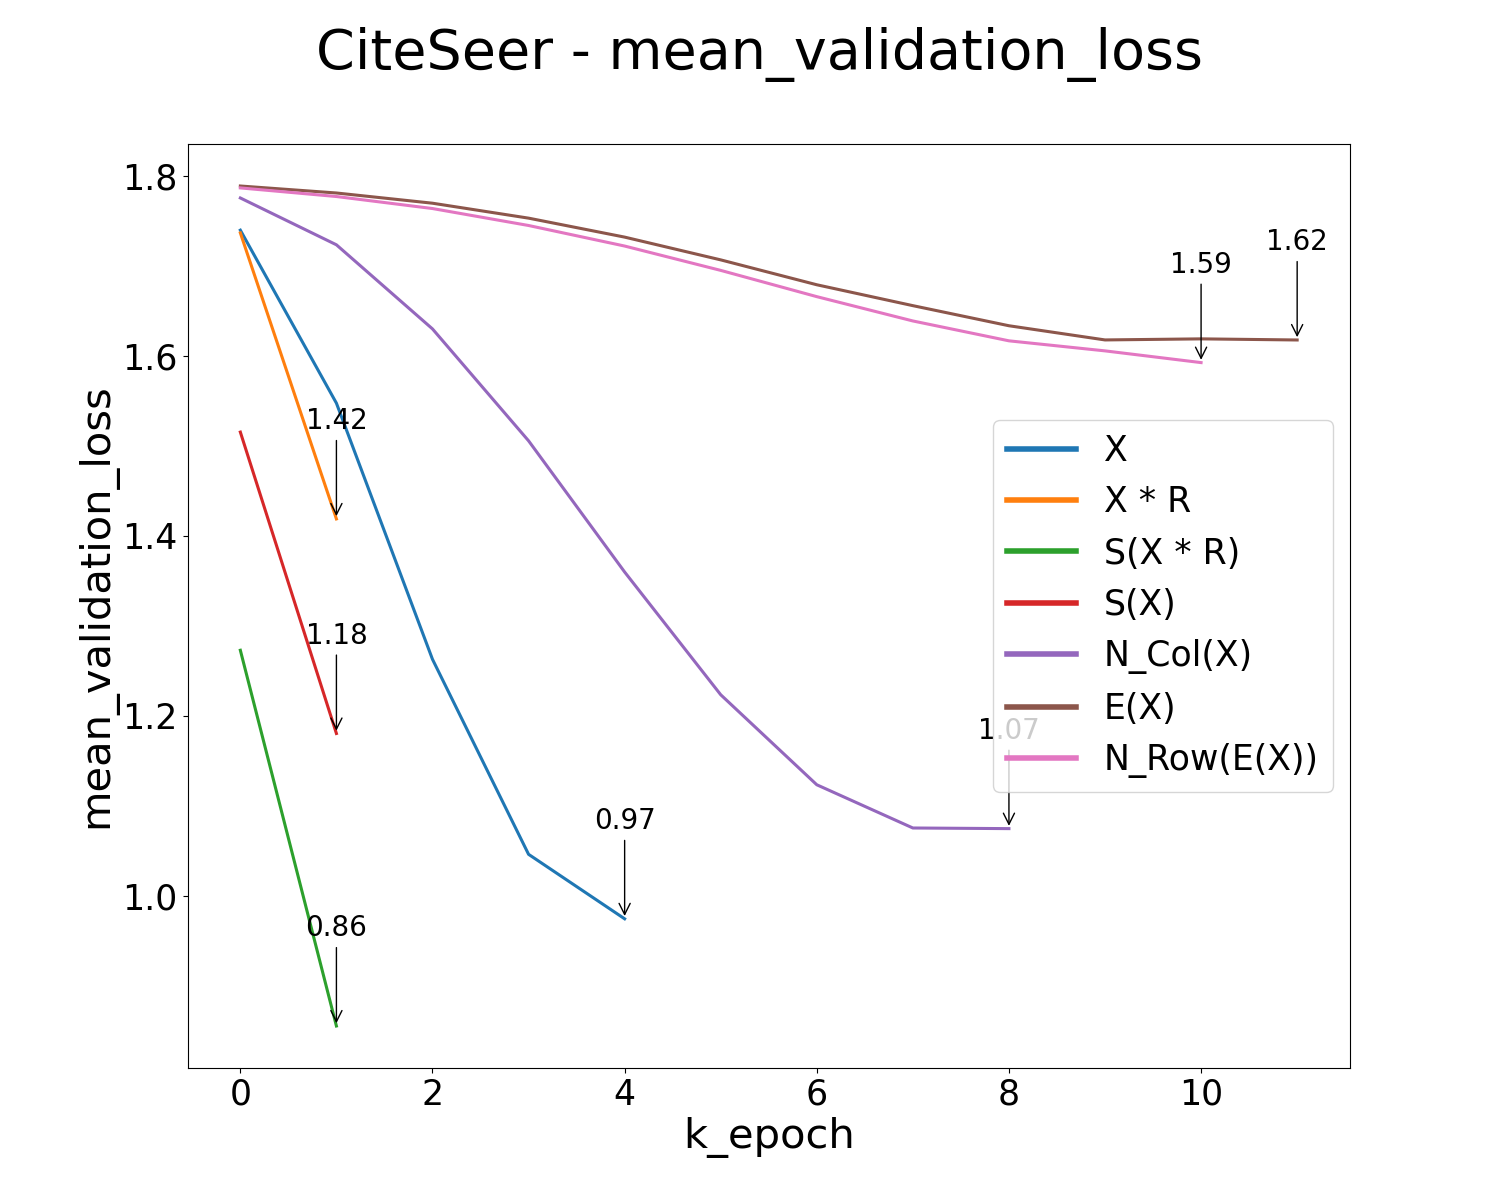 CiteSeer - mean_validation_loss
mean_validation_loss
1.8
1.6
1.4
1.2
1.0
1.62
1.59
1.42
1.18
1.07
0.97
0.86
X
X * R
S(X * R)
S(X)
N_Col(X)
E(X)
N_Row(E(X))
0 2 4 6 8 10
k_epoch